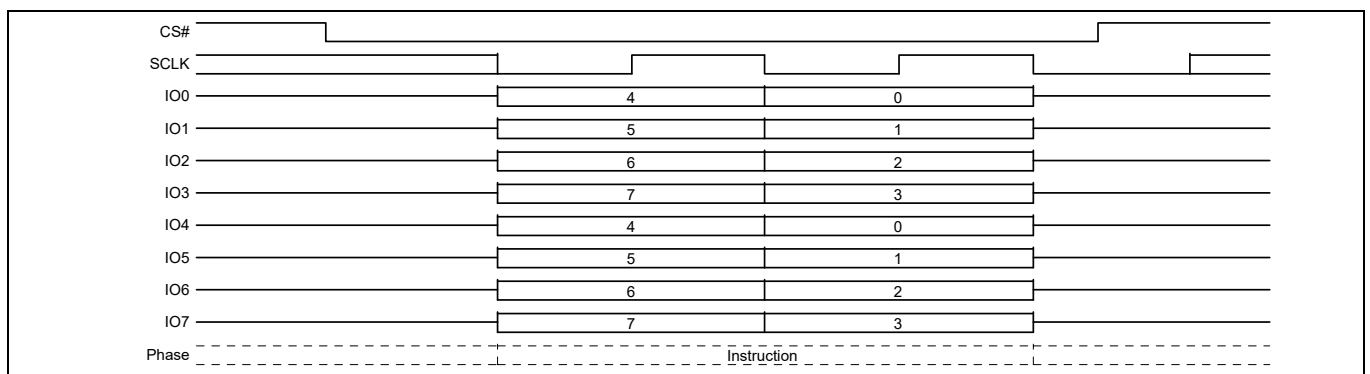 CS#
SCLK
IO0 4 0
IO1 5 1
IO2 6 2
IO3 7 3
IO4 4 0
IO5 5 1
IO6 6 2
IO7 7 3
Phase Instruction